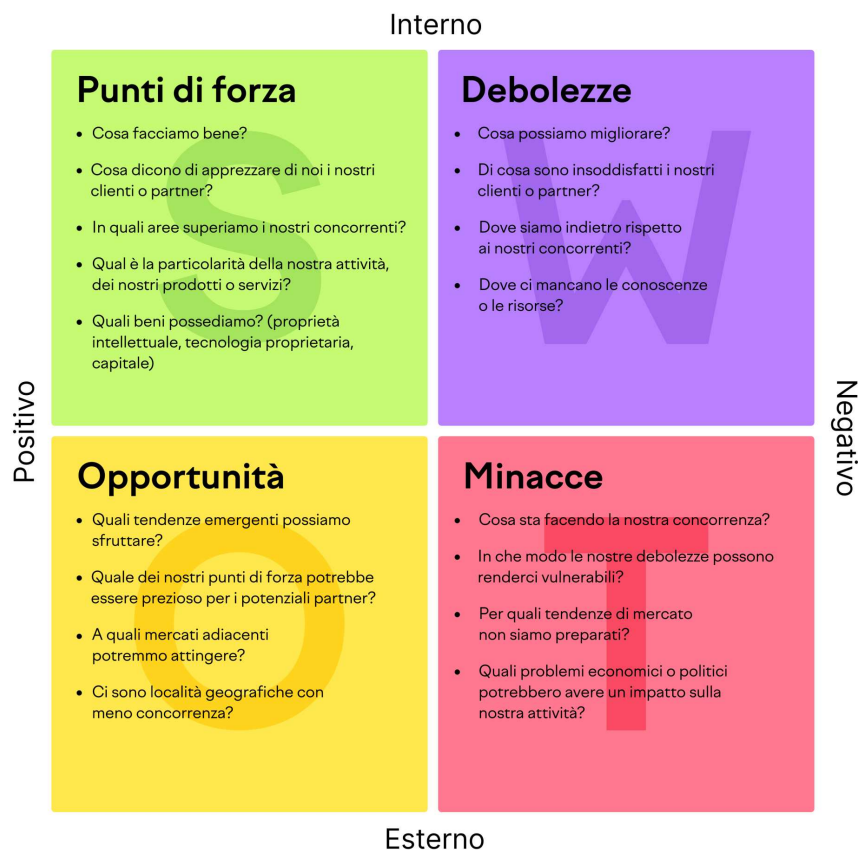 Interno
Punti di forza
• Cosa facciamo bene?
• Cosa dicono di apprezzare di noi i nostri
clienti o partner?
• In quali aree superiamo i nostri concorrenti?
• Qual è la particolarità della nostra attività,
dei nostri prodotti o servizi?
• Quali beni possediamo? (proprietà
intellettuale, tecnologia proprietaria,
capitale)
S
Debolezze
• Cosa possiamo migliorare?
• Di cosa sono insoddisfatti i nostri
clienti o partner?
• Dove siamo indietro rispetto
ai nostri concorrenti?
• Dove ci mancano le conoscenze
o le risorse?
W
Positivo
Negativo
Opportunità
• Quali tendenze emergenti possiamo
sfruttare?
• Quale dei nostri punti di forza potrebbe
essere prezioso per i potenziali partner?
• A quali mercati adiacenti
potremmo attingere?
• Ci sono località geografiche con
meno concorrenza?
O
Minacce
• Cosa sta facendo la nostra concorrenza?
• In che modo le nostre debolezze possono
renderci vulnerabili?
• Per quali tendenze di mercato
non siamo preparati?
• Quali problemi economici o politici
potrebbero avere un impatto sulla
nostra attività?
T
Esterno